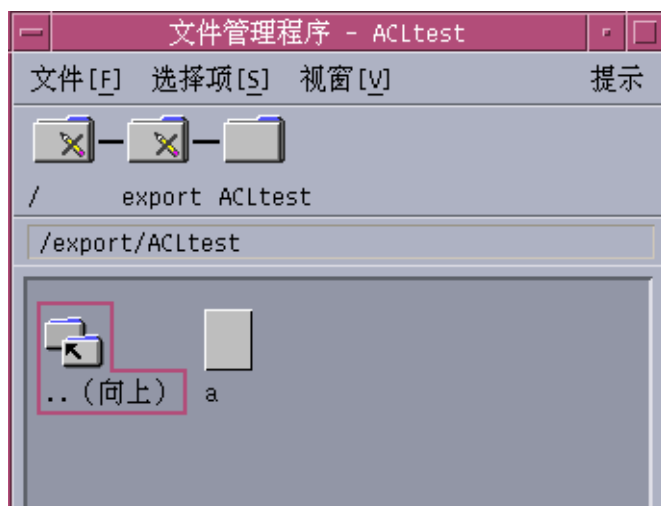 文件管理程序 - ACLtest
文件[F] 选择项[S] 视窗[V] 提示
/ export ACLtest
/export/ACLtest
..(向上) a